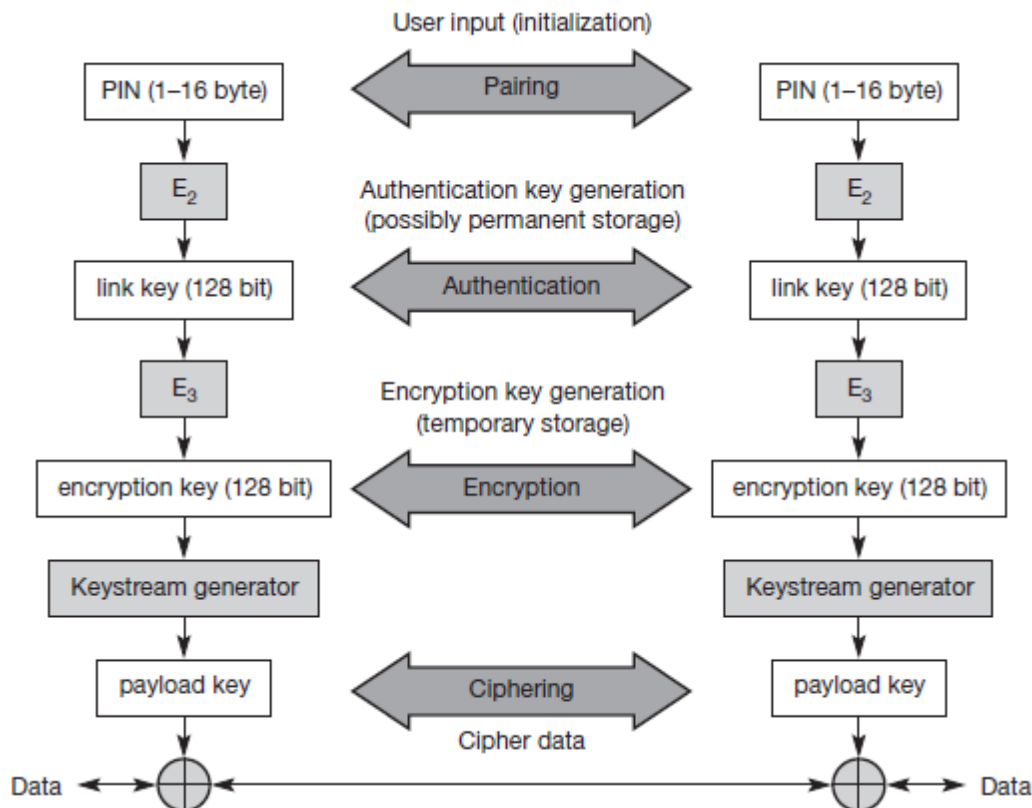 User input (initialization)
PIN (1–16 byte)
Pairing
PIN (1–16 byte)
E₂
Authentication key generation
(possibly permanent storage)
E₂
link key (128 bit)
Authentication
link key (128 bit)
E₃
Encryption key generation
(temporary storage)
E₃
encryption key (128 bit)
Encryption
encryption key (128 bit)
Keystream generator
Keystream generator
payload key
Ciphering
payload key
Cipher data
Data
Data